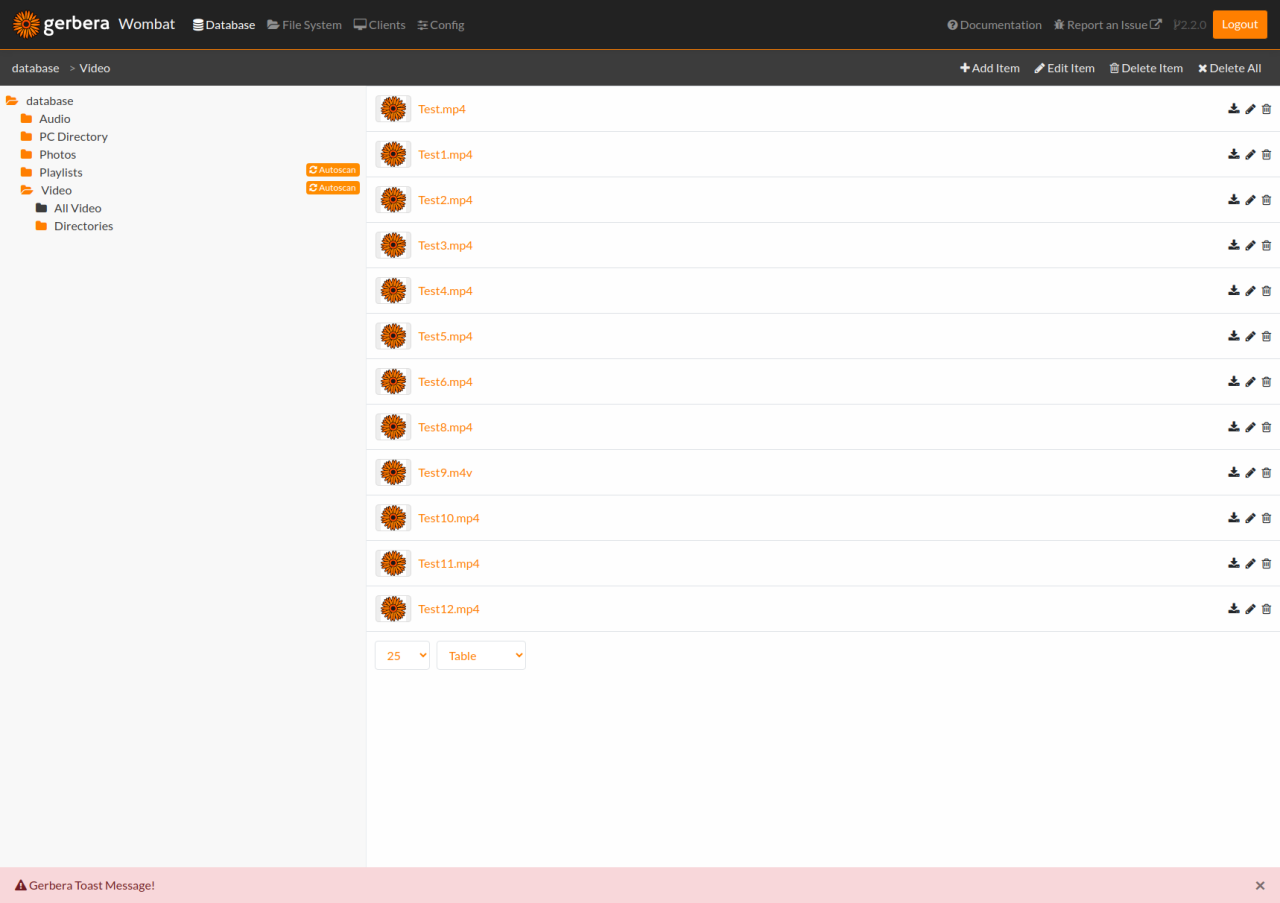 gerbera Wombat Database File System Clients Config Documentation Report an Issue 2.2.0 Logout
database > Video Add Item Edit Item Delete Item Delete All
database
Audio
PC Directory
Photos
Playlists Autoscan
Video Autoscan
All Video
Directories
Test.mp4
Test1.mp4
Test2.mp4
Test3.mp4
Test4.mp4
Test5.mp4
Test6.mp4
Test8.mp4
Test9.m4v
Test10.mp4
Test11.mp4
Test12.mp4
25 Table
Gerbera Toast Message! ×